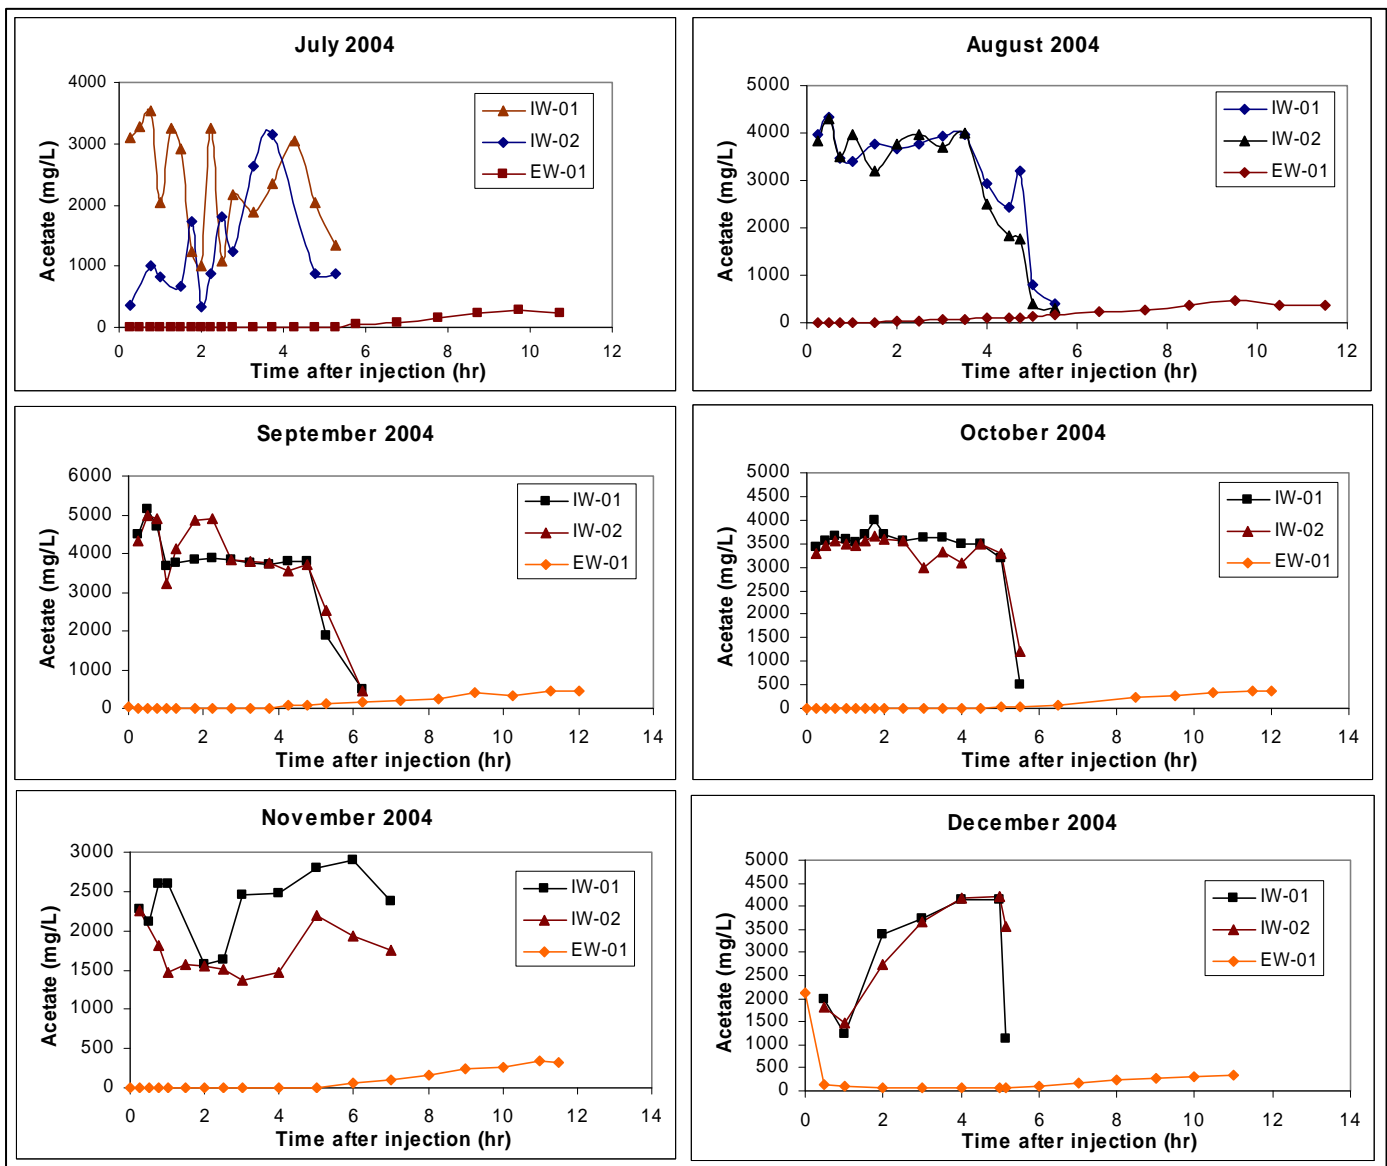 July 2004
Acetate (mg/L)
4000
3000
2000
1000
0
0 2 4 6 8 10 12
Time after injection (hr)
IW-01
IW-02
EW-01
August 2004
Acetate (mg/L)
5000
4000
3000
2000
1000
0
0 2 4 6 8 10 12
Time after injection (hr)
IW-01
IW-02
EW-01
September 2004
Acetate (mg/L)
6000
5000
4000
3000
2000
1000
0
0 2 4 6 8 10 12 14
Time after injection (hr)
IW-01
IW-02
EW-01
October 2004
Acetate (mg/L)
5000
4500
4000
3500
3000
2500
2000
1500
1000
500
0
0 2 4 6 8 10 12 14
Time after injection (hr)
IW-01
IW-02
EW-01
November 2004
Acetate (mg/L)
3000
2500
2000
1500
1000
500
0
0 2 4 6 8 10 12 14
Time after injection (hr)
IW-01
IW-02
EW-01
December 2004
Acetate (mg/L)
5000
4500
4000
3500
3000
2500
2000
1500
1000
500
0
0 2 4 6 8 10 12 14
Time after injection (hr)
IW-01
IW-02
EW-01